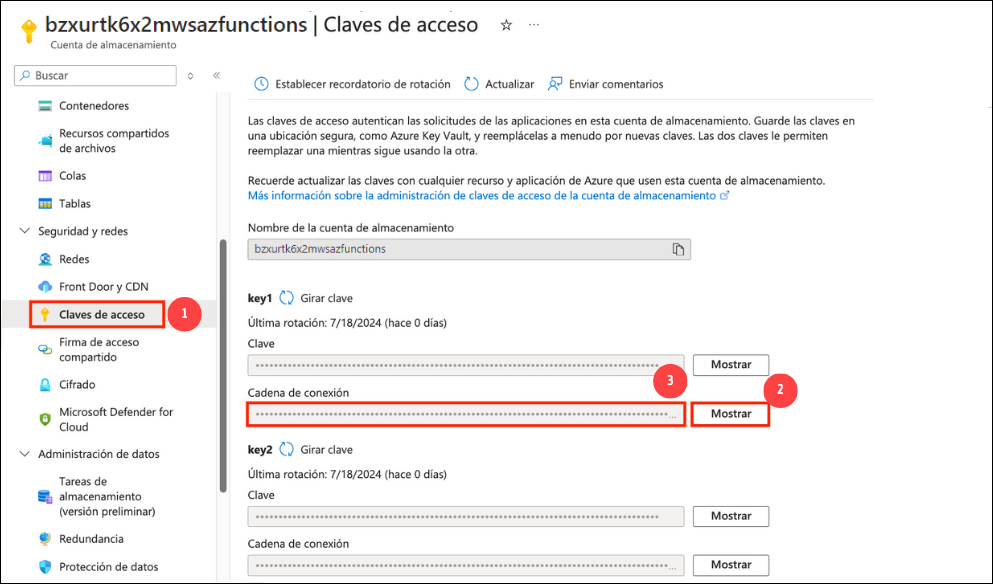 bzxurtk6x2mwsazfunctions | Claves de acceso
Cuenta de almacenamiento
Buscar
Contenedores
Recursos compartidos
de archivos
Colas
Tablas
Seguridad y redes
Redes
Front Door y CDN
Claves de acceso
1
Firma de acceso
compartido
Cifrado
Microsoft Defender for
Cloud
Administración de datos
Tareas de
almacenamiento
(versión preliminar)
Redundancia
Protección de datos
Establecer recordatorio de rotación
Actualizar
Enviar comentarios
Las claves de acceso autentican las solicitudes de las aplicaciones en esta cuenta de almacenamiento. Guarde las claves en
una ubicación segura, como Azure Key Vault, y reemplácelas a menudo por nuevas claves. Las dos claves le permiten
reemplazar una mientras sigue usando la otra.
Recuerde actualizar las claves con cualquier recurso y aplicación de Azure que usen esta cuenta de almacenamiento.
Más información sobre la administración de claves de acceso de la cuenta de almacenamiento
Nombre de la cuenta de almacenamiento
bzxurtk6x2mwsazfunctions
key1 Girar clave
Última rotación: 7/18/2024 (hace 0 días)
Clave
Mostrar
3
2
Cadena de conexión
Mostrar
key2 Girar clave
Última rotación: 7/18/2024 (hace 0 días)
Clave
Mostrar
Cadena de conexión
Mostrar